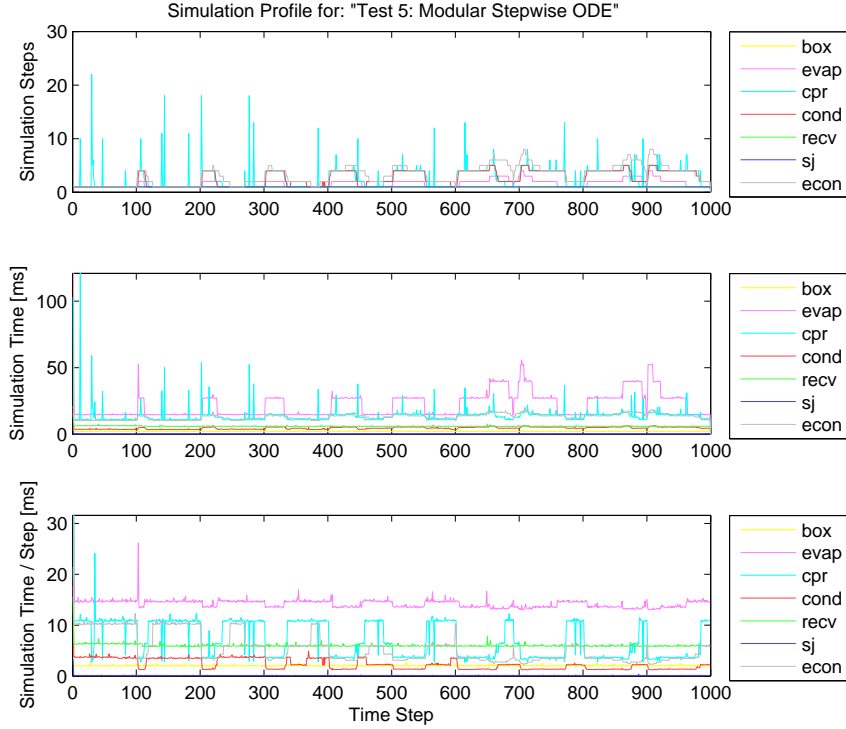 Simulation Profile for: "Test 5: Modular Stepwise ODE"
Simulation Steps
30
20
10
0
0 100 200 300 400 500 600 700 800 900 1000
box
evap
cpr
cond
recv
sj
econ
Simulation Time [ms]
100
50
0
0 100 200 300 400 500 600 700 800 900 1000
box
evap
cpr
cond
recv
sj
econ
Simulation Time / Step [ms]
30
20
10
0
0 100 200 300 400 500 600 700 800 900 1000
Time Step
box
evap
cpr
cond
recv
sj
econ